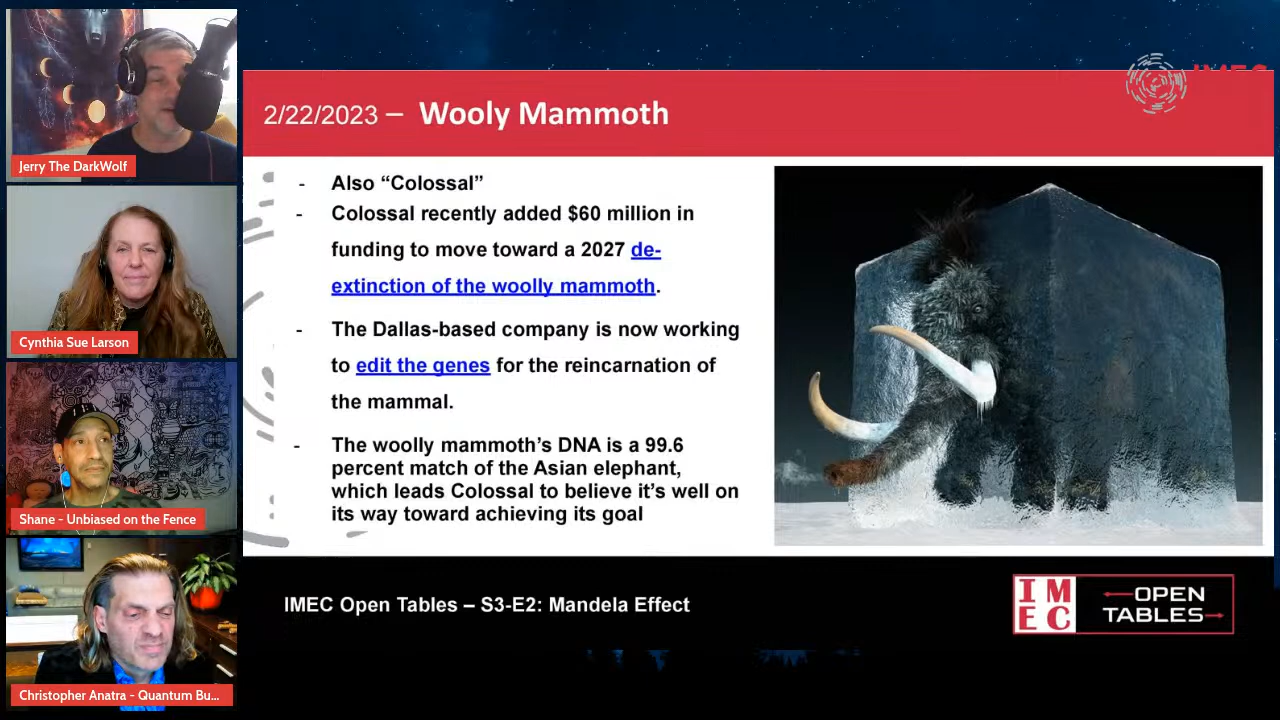 Jerry The DarkWolf
Cynthia Sue Larson
Shane - Unbiased on the Fence
Christopher Anatra - Quantum Bu...
IMEC
2/22/2023 – Wooly Mammoth
- Also “Colossal”
- Colossal recently added $60 million in
funding to move toward a 2027 de-
extinction of the woolly mammoth.
- The Dallas-based company is now working
to edit the genes for the reincarnation of
the mammal.
- The woolly mammoth’s DNA is a 99.6
percent match of the Asian elephant,
which leads Colossal to believe it’s well on
its way toward achieving its goal
IMEC Open Tables – S3-E2: Mandela Effect
IM
EC
OPEN
TABLES